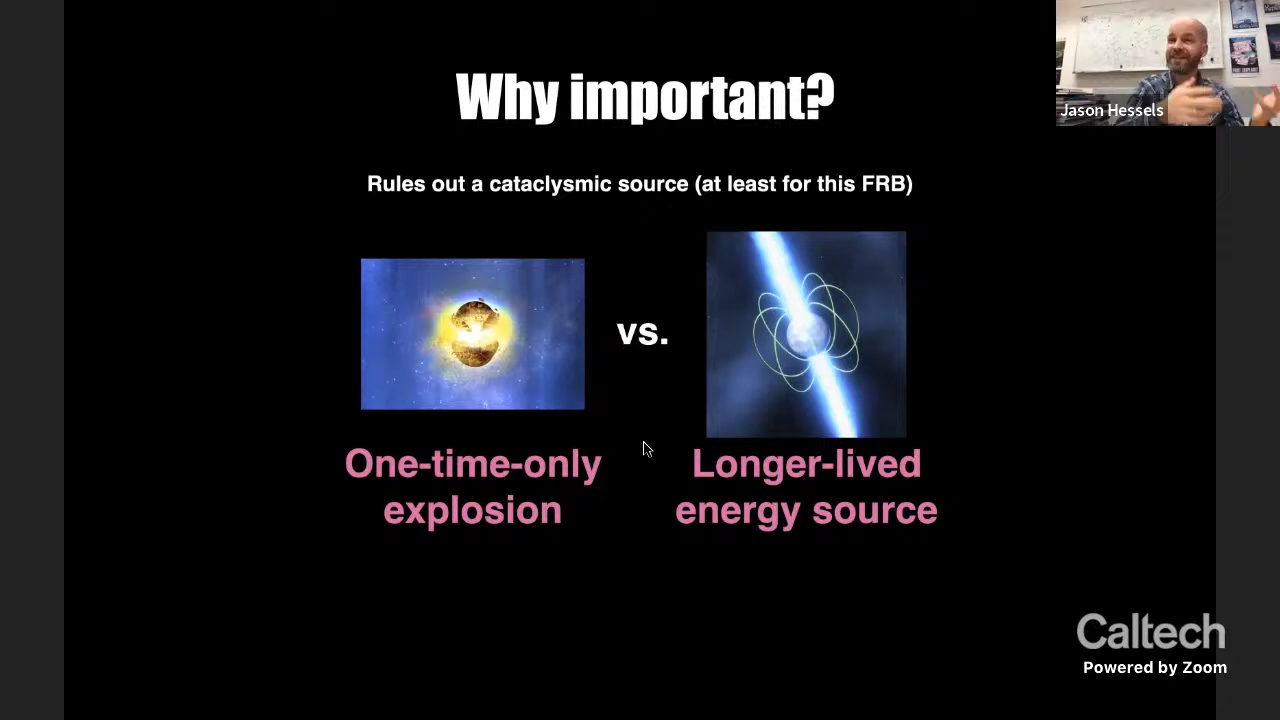 Why important?
Jason Hessels
Rules out a cataclysmic source (at least for this FRB)
vs.
One-time-only
explosion
Longer-lived
energy source
Caltech
Powered by Zoom